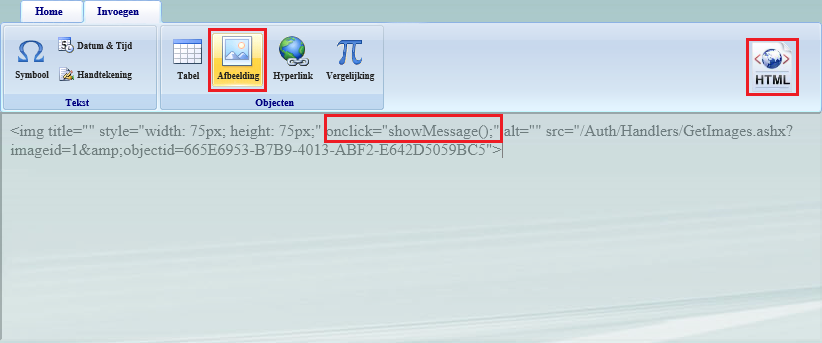 Home Invoegen
Symbool
Datum & Tijd
Handtekening
Tekst
Tabel Afbeelding Hyperlink Vergelijking
Objecten
HTML
<img title="" style="width: 75px; height: 75px;" onclick="showMessage();" alt="" src="/Auth/Handlers/GetImages.ashx?
imageid=1&amp;objectid=665E6953-B7B9-4013-ABF2-E642D5059BC5">